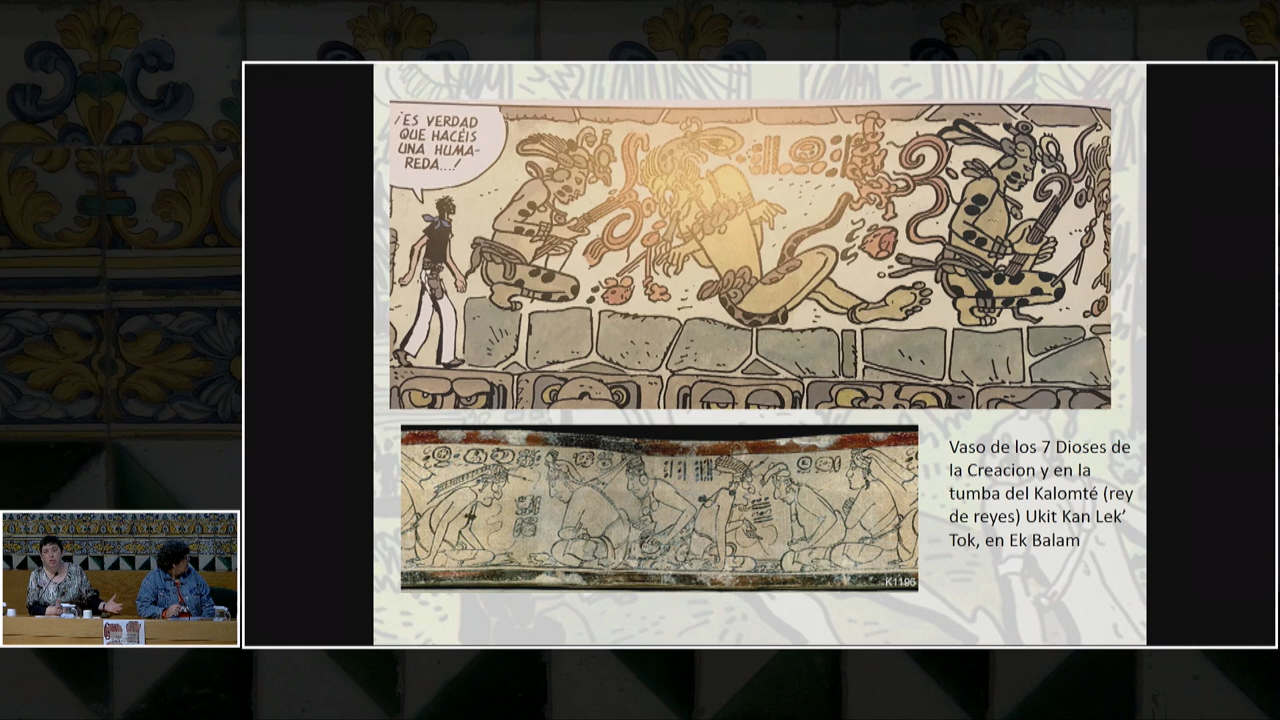 ¡ES VERDAD
QUE HACÉIS
UNA HUMA-
REDA...!
Vaso de los 7 Dioses de
la Creacion y en la
tumba del Kalomté (rey
de reyes) Ukit Kan Lek’
Tok, en Ek Balam
K1196